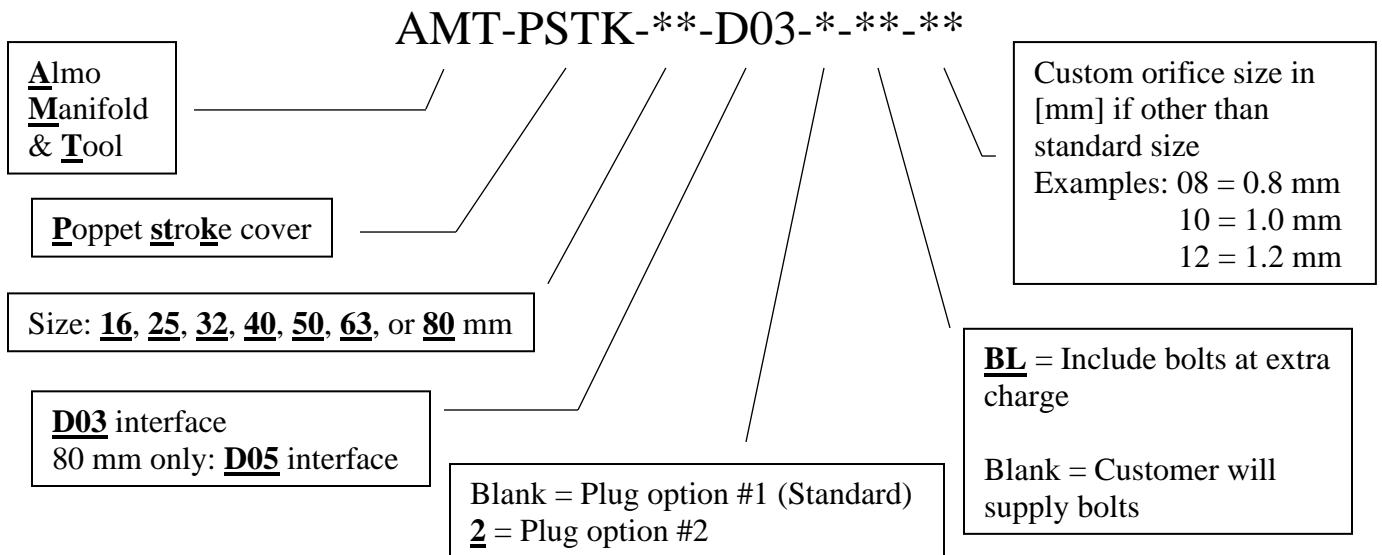 AMT-PSTK-**-D03-*-**-**
Almo
Manifold
& Tool
Poppet stroke cover
Size: 16, 25, 32, 40, 50, 63, or 80 mm
D03 interface
80 mm only: D05 interface
Blank = Plug option #1 (Standard)
2 = Plug option #2
BL = Include bolts at extra
charge
Blank = Customer will
supply bolts
Custom orifice size in
[mm] if other than
standard size
Examples: 08 = 0.8 mm
10 = 1.0 mm
12 = 1.2 mm